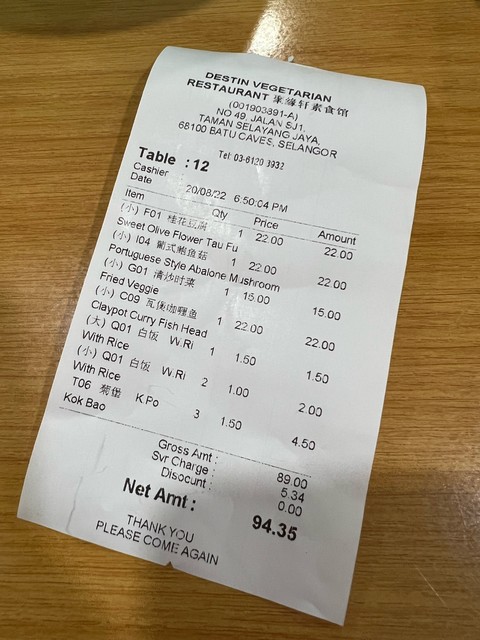 DESTIN VEGETARIAN
RESTAURANT 聚缘轩素食馆
(001903891-A)
NO 49, JALAN SJ1,
TAMAN SELAYANG JAYA,
68100 BATU CAVES, SELANGOR
Tel: 03-6120 3932
Table : 12
Cashier
Date 20/08/22 6:50:04 PM
Item Qty Price Amount
(小) F01 桂花豆腐 1 22.00 22.00
Sweet Olive Flower Tau Fu
(小) I04 葡式鲍鱼菇 1 22.00 22.00
Portuguese Style Abalone Mushroom
(小) G01 清炒时菜 1 15.00 15.00
Fried Veggie
(小) C09 瓦煲咖喱鱼 1 22.00 22.00
Claypot Curry Fish Head
(大) Q01 白饭 W.Ri 1 1.50 1.50
With Rice
(小) Q01 白饭 W.Ri 2 1.00 2.00
With Rice
T06 K Po 3 1.50 4.50
Kok Bao
Gross Amt : 89.00
Svr Charge : 5.34
Disocunt : 0.00
Net Amt : 94.35
THANK YOU
PLEASE COME AGAIN